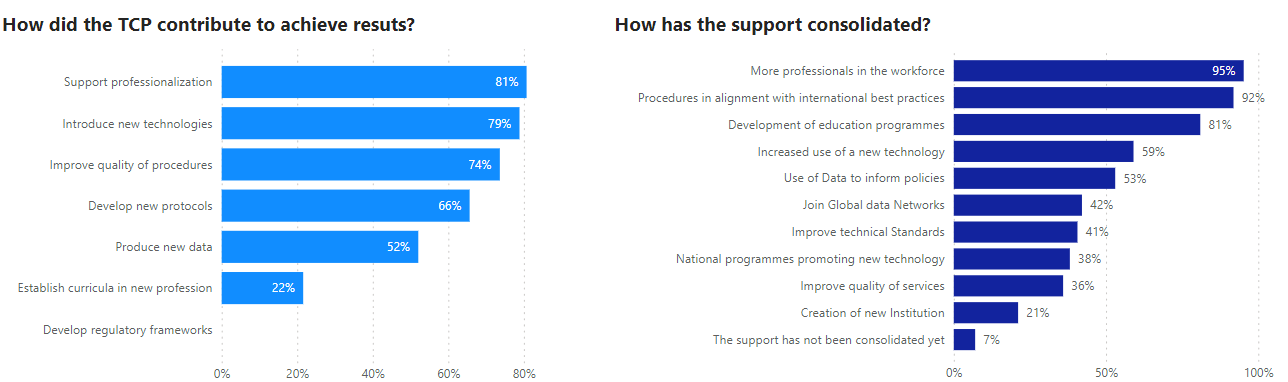 How did the TCP contribute to achieve resuts?
Support professionalization 81%
Introduce new technologies 79%
Improve quality of procedures 74%
Develop new protocols 66%
Produce new data 52%
Establish curricula in new profession 22%
Develop regulatory frameworks
0% 20% 40% 60% 80%
How has the support consolidated?
More professionals in the workforce 95%
Procedures in alignment with international best practices 92%
Development of education programmes 81%
Increased use of a new technology 59%
Use of Data to inform policies 53%
Join Global data Networks 42%
Improve technical Standards 41%
National programmes promoting new technology 38%
Improve quality of services 36%
Creation of new Institution 21%
The support has not been consolidated yet 7%
0% 50% 100%